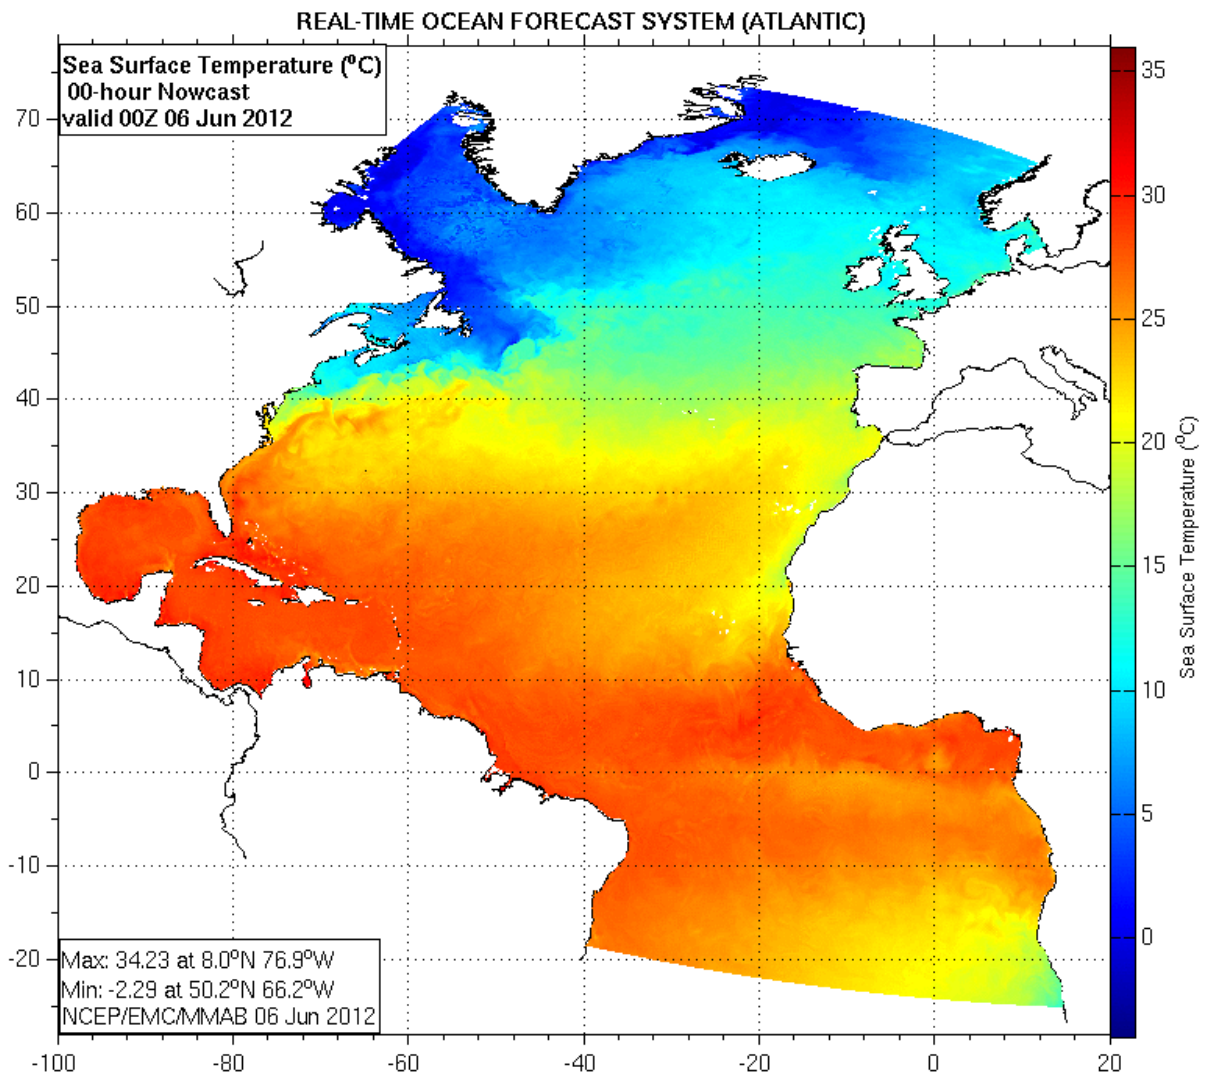 REAL-TIME OCEAN FORECAST SYSTEM (ATLANTIC)
Sea Surface Temperature (°C)
00-hour Nowcast
valid 00Z 06 Jun 2012
70
60
50
40
30
20
10
0
-10
-20
Max: 34.23 at 8.0°N 76.9°W
Min: -2.29 at 50.2°N 66.2°W
NCEP/EMC/MMAB 06 Jun 2012
-100 -80 -60 -40 -20 0 20
35
30
25
20
15
10
5
0
Sea Surface Temperature (°C)